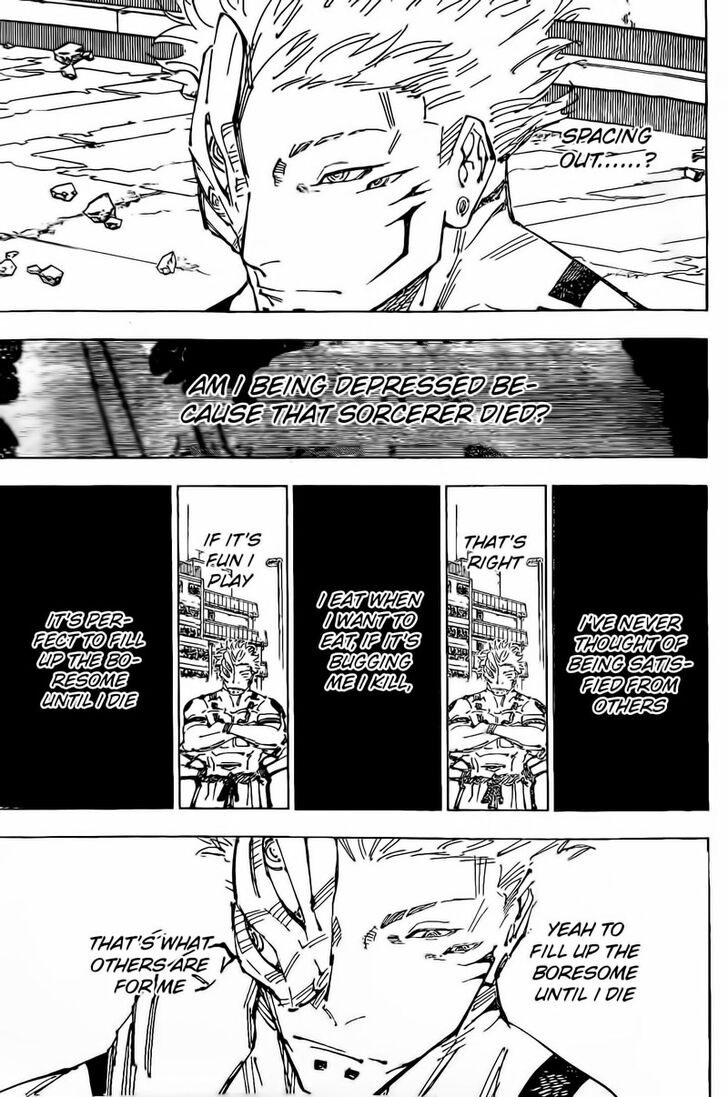 SPACING
OUT......?
AM I BEING DEPRESSED BE-
CAUSE THAT SORCERER DIED?
I'VE NEVER
THOUGHT OF
BEING SATIS-
FIED FROM
OTHERS
THAT'S
RIGHT
I EAT WHEN
I WANT TO
EAT, IF IT'S
BUGGING
ME I KILL,
IF IT'S
FUN I
PLAY
IT'S PER-
FECT TO FILL
UP THE BO-
RESOME
UNTIL I DIE
YEAH TO
FILL UP THE
BORESOME
UNTIL I DIE
THAT'S WHAT
OTHERS ARE
FOR ME